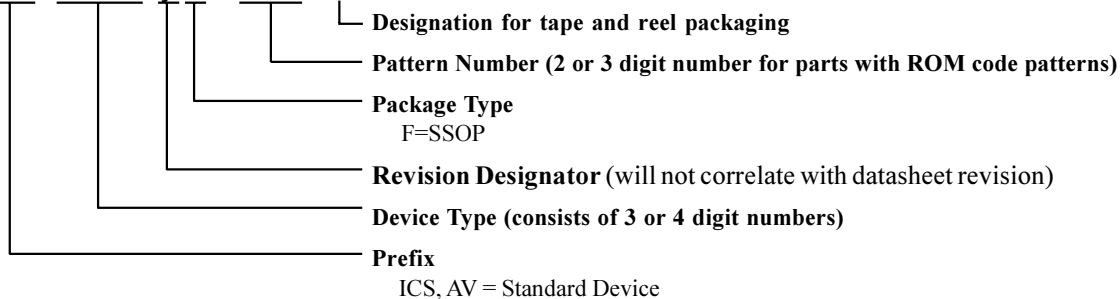 Designation for tape and reel packaging
Pattern Number (2 or 3 digit number for parts with ROM code patterns)
Package Type
F=SSOP
Revision Designator (will not correlate with datasheet revision)
Device Type (consists of 3 or 4 digit numbers)
Prefix
ICS, AV = Standard Device